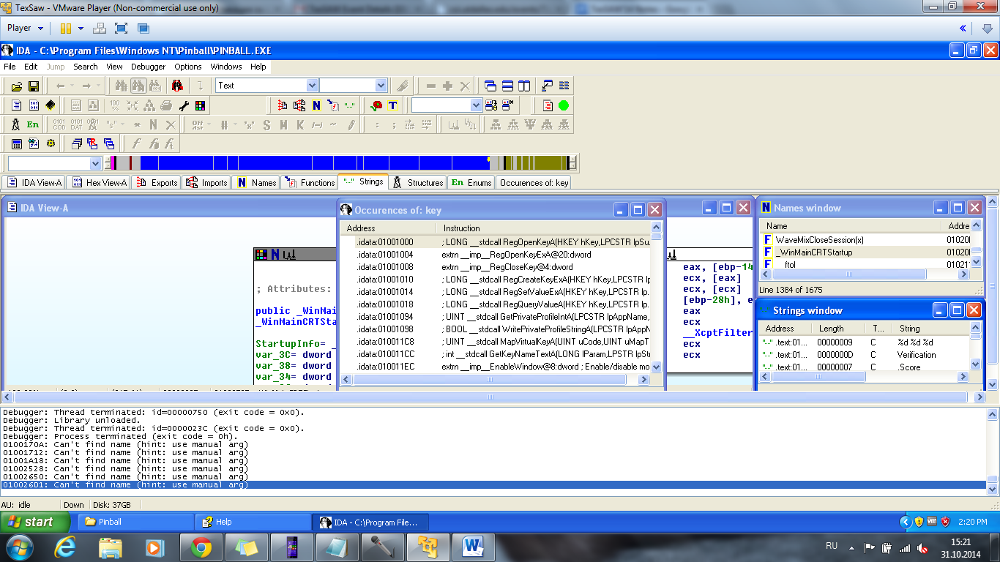 TexSaw - VMware Player (Non-commercial use only)
Player
IDA - C:\Program Files\Windows NT\Pinball\PINBALL.EXE
File Edit Jump Search View Debugger Options Windows Help
Text
En
IDA View-A Hex View-A Exports Imports Names Functions Strings Structures En Enums Occurences of: key
IDA View-A
; Attributes:
public _WinMai
_WinMainCRTSta
StartupInfo= _
var_3C= dword
var_38= dword
var_34= dword
Occurences of: key
Address Instruction
.idata:01001000 ; LONG __stdcall RegOpenKeyA(HKEY hKey,LPCSTR lpSu..
.idata:01001004 extrn __imp__RegOpenKeyExA@20:dword
.idata:01001008 extrn __imp__RegCloseKey@4:dword
.idata:01001010 ; LONG __stdcall RegCreateKeyExA(HKEY hKey,LPCSTR lp.
.idata:01001014 ; LONG __stdcall RegSetValueExA(HKEY hKey,LPCSTR lp.
.idata:01001018 ; LONG __stdcall RegQueryValueA(HKEY hKey,LPCSTR lp..
.idata:01001094 ; UINT __stdcall GetPrivateProfileIntA(LPCSTR lpAppName,
.idata:01001098 ; BOOL __stdcall WritePrivateProfileStringA(LPCSTR lpAppN
.idata:010011C8 ; UINT __stdcall MapVirtualKeyA(UINT uCode,UINT uMapT
.idata:010011CC ; int __stdcall GetKeyNameTextA(LONG lParam,LPSTR lpStr
.idata:010011EC extrn __imp__EnableWindow@8:dword ; Enable/disable mo
eax, [ebp-14
ecx, [eax]
ecx, [ecx]
[ebp-28h], e
eax
ecx
__XcptFilter
ecx
ecx
Names window
Name Addre
WaveMixCloseSession(x) 01020
_WinMainCRTStartup 01020
__ftol 01021
Line 1384 of 1675
Strings window
Address Length T... String
.text:01... 00000009 C %d %d %d
.text:01... 0000000D C Verification
.text:01... 00000007 C .Score
Debugger: Thread terminated: id=00000750 (exit code = 0x0).
Debugger: Library unloaded.
Debugger: Thread terminated: id=0000023C (exit code = 0x0).
Debugger: Process terminated (exit code = 0h).
0100170A: Can't find name (hint: use manual arg)
01001712: Can't find name (hint: use manual arg)
01001A18: Can't find name (hint: use manual arg)
01002528: Can't find name (hint: use manual arg)
01002650: Can't find name (hint: use manual arg)
010026D1: Can't find name (hint: use manual arg)
AU: idle Down Disk: 37GB
start Pinball Help IDA - C:\Program File... 2:20 PM
RU 15:21
31.10.2014